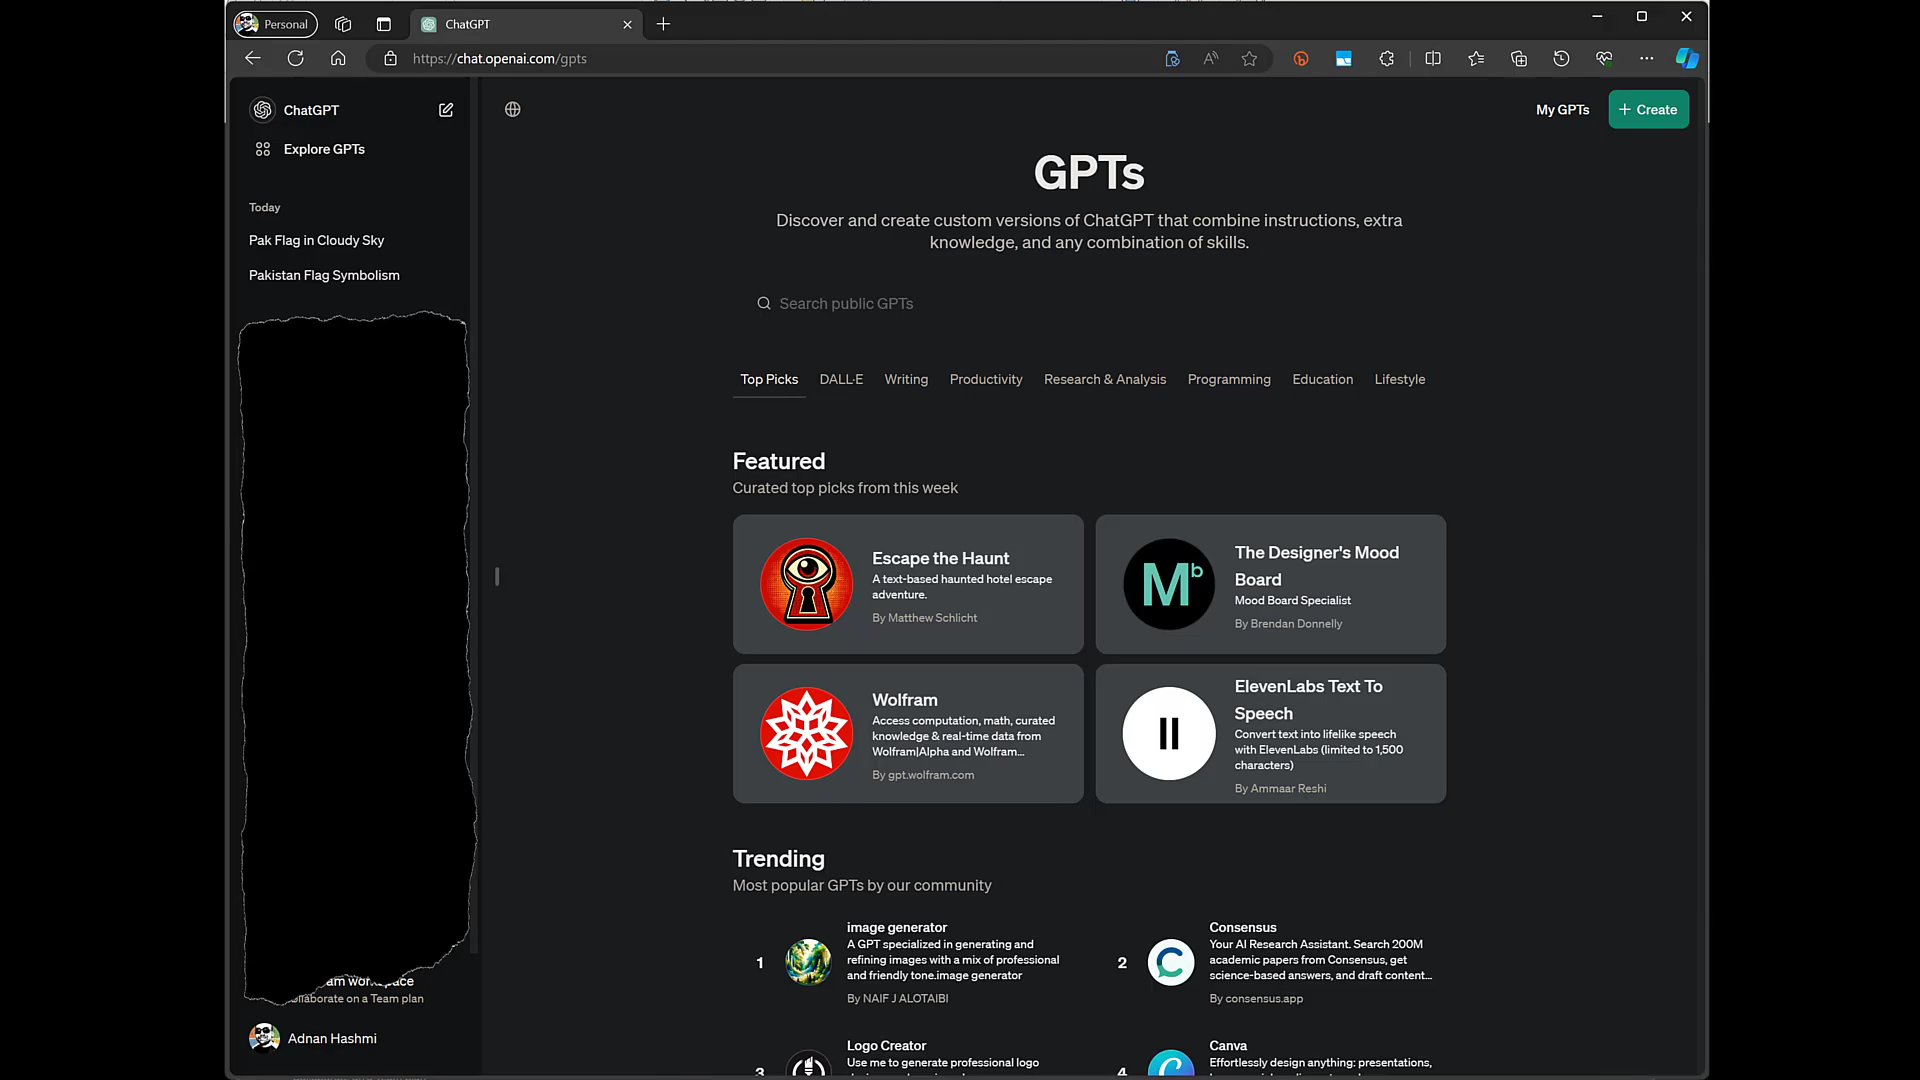 Personal
ChatGPT
https://chat.openai.com/gpts
ChatGPT
Explore GPTs
Today
Pak Flag in Cloudy Sky
Pakistan Flag Symbolism
Collaborate on a Team plan
Adnan Hashmi
My GPTs
+ Create
GPTs
Discover and create custom versions of ChatGPT that combine instructions, extra
knowledge, and any combination of skills.
Search public GPTs
Top Picks DALL·E Writing Productivity Research & Analysis Programming Education Lifestyle
Featured
Curated top picks from this week
Escape the Haunt
A text-based haunted hotel escape
adventure.
By Matthew Schlicht
The Designer's Mood
Board
Mood Board Specialist
By Brendan Donnelly
Mb
Wolfram
Access computation, math, curated
knowledge & real-time data from
Wolfram|Alpha and Wolfram...
By gpt.wolfram.com
ElevenLabs Text To
Speech
Convert text into lifelike speech
with ElevenLabs (limited to 1,500
characters)
By Ammaar Reshi
Trending
Most popular GPTs by our community
1
image generator
A GPT specialized in generating and
refining images with a mix of professional
and friendly tone.image generator
By NAIF J ALOTAIBI
2
Consensus
Your AI Research Assistant. Search 200M
academic papers from Consensus, get
science-based answers, and draft content...
By consensus.app
3
Logo Creator
Use me to generate professional logo
4
Canva
Effortlessly design anything: presentations,